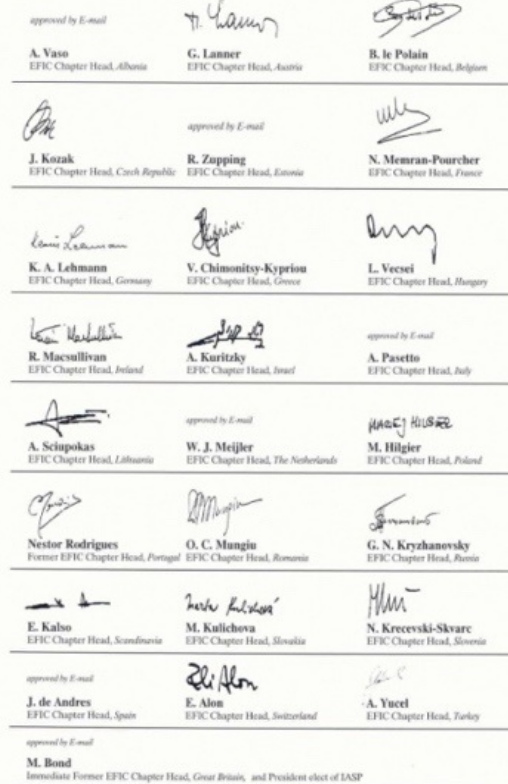 approved by E-mail
A. Vaso
EFIC Chapter Head, Albania
G. Lanner
EFIC Chapter Head, Austria
B. le Polain
EFIC Chapter Head, Belgium
J. Kozak
EFIC Chapter Head, Czech Republic
approved by E-mail
R. Zupping
EFIC Chapter Head, Estonia
N. Memran-Pourcher
EFIC Chapter Head, France
K. A. Lehmann
EFIC Chapter Head, Germany
V. Chimonitsy-Kypriou
EFIC Chapter Head, Greece
L. Vecsei
EFIC Chapter Head, Hungary
R. Macsullivan
EFIC Chapter Head, Ireland
A. Kuritzky
EFIC Chapter Head, Israel
approved by E-mail
A. Pasetto
EFIC Chapter Head, Italy
A. Sciupokas
EFIC Chapter Head, Lithuania
approved by E-mail
W. J. Meijler
EFIC Chapter Head, The Netherlands
M. Hilgier
EFIC Chapter Head, Poland
Nestor Rodrigues
Former EFIC Chapter Head, Portugal
O. C. Mungiu
EFIC Chapter Head, Romania
G. N. Kryzhanovsky
EFIC Chapter Head, Russia
E. Kalso
EFIC Chapter Head, Scandinavia
M. Kulichova
EFIC Chapter Head, Slovakia
N. Krecevski-Skvarc
EFIC Chapter Head, Slovenia
approved by E-mail
J. de Andres
EFIC Chapter Head, Spain
E. Alon
EFIC Chapter Head, Switzerland
A. Yucel
EFIC Chapter Head, Turkey
approved by E-mail
M. Bond
Immediate Former EFIC Chapter Head, Great Britain, and President elect of IASP